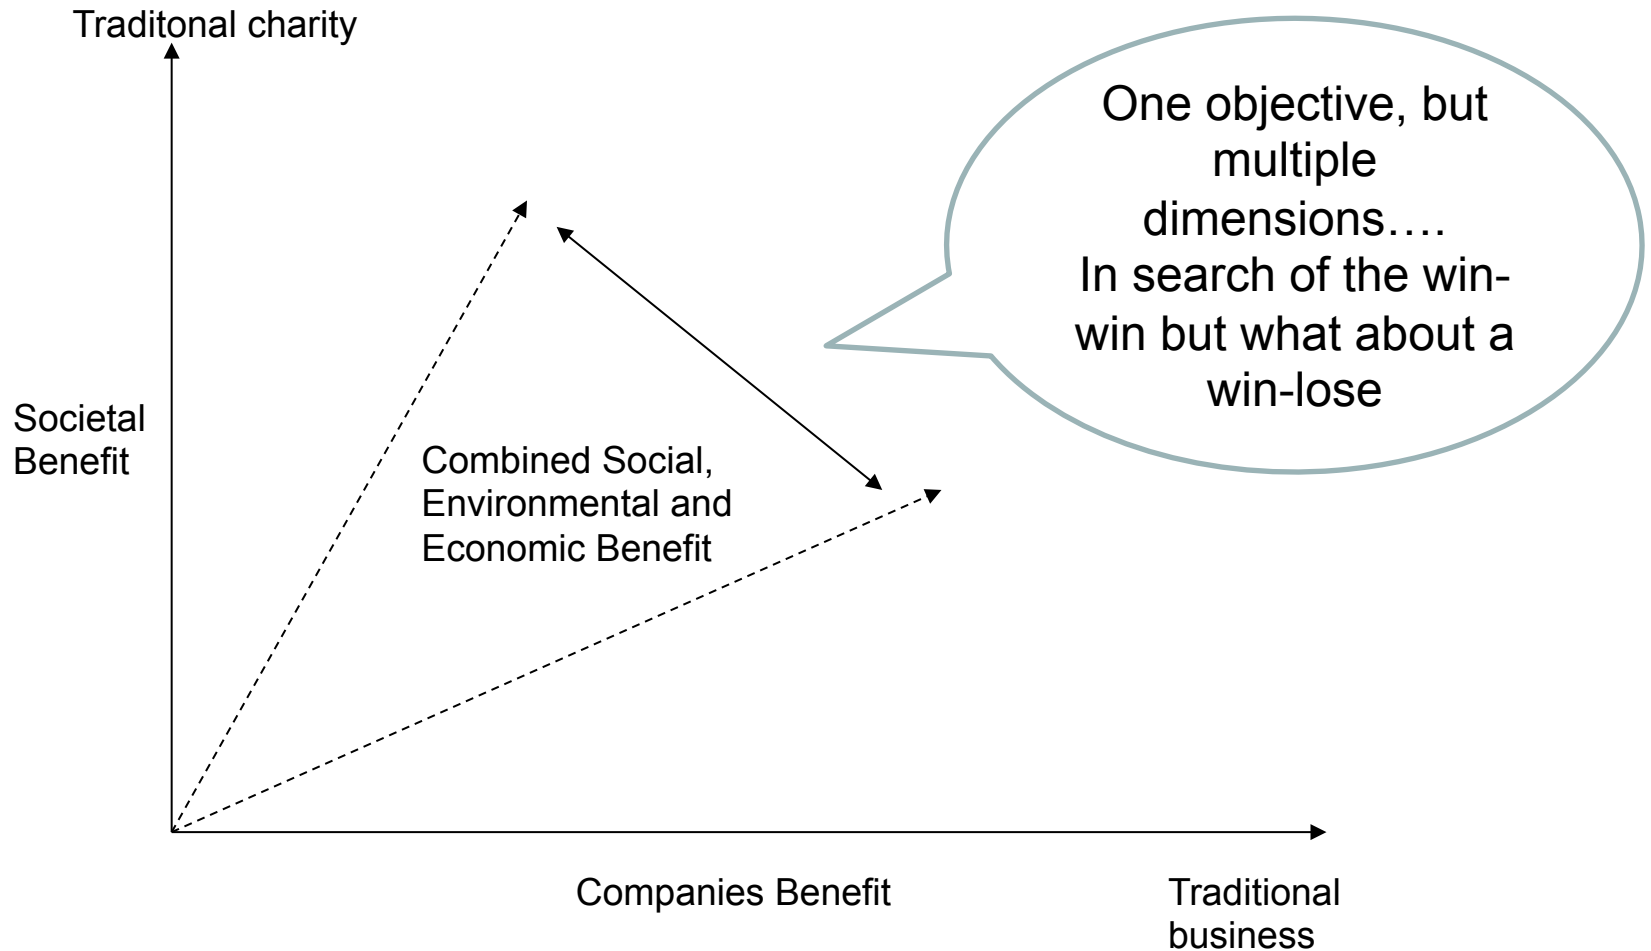 Traditonal charity
One objective, but
multiple
dimensions….
In search of the win-
win but what about a
win-lose
Societal
Benefit
Combined Social,
Environmental and
Economic Benefit
Companies Benefit
Traditional
business